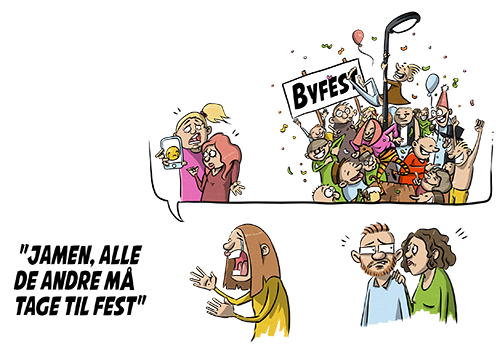 BYFEST
"JAMEN, ALLE
DE ANDRE MÅ
TAGE TIL FEST"